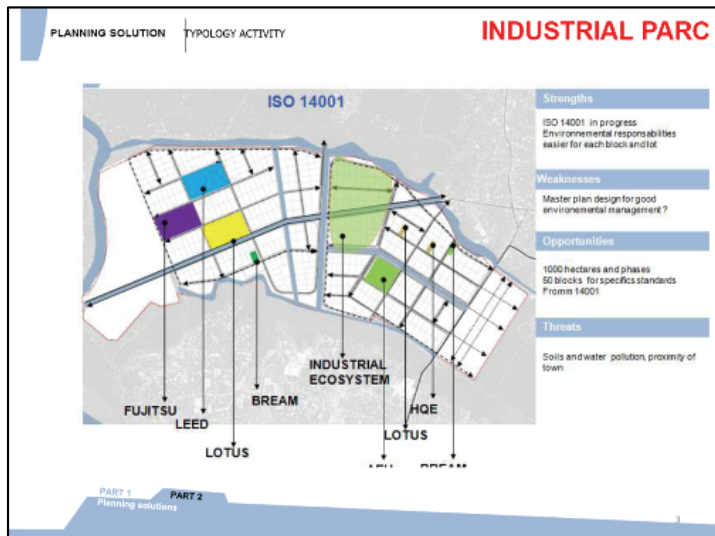 PLANNING SOLUTION
TYPOLOGY ACTIVITY
INDUSTRIAL PARC
ISO 14001
Strengths
ISO 14001 in progress
Environnemental responsabilities
easier for each block and lot
Weaknesses
Master plan design for good
environmental management ?
Opportunities
1000 hectares and phases
50 blocks for specifics standards
Fromm 14001
Threats
Soils and water pollution, proximity of
town
INDUSTRIAL
ECOSYSTEM
BREAM
FUJITSU
LEED
HQE
LOTUS
LOTUS
PART 1
PART 2
Planning solutions